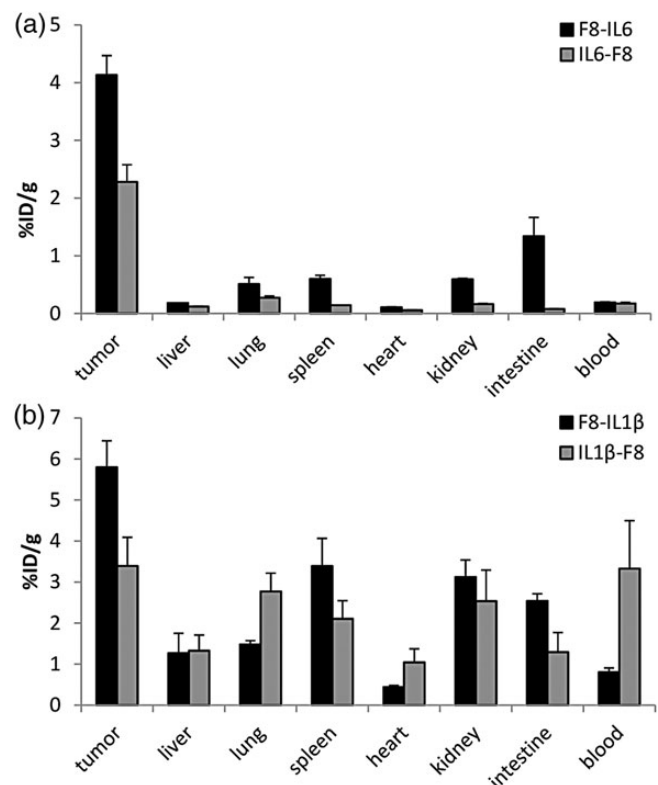 (a)
5
4
3
2
1
0
%ID/g
F8-IL6
IL6-F8
tumor
liver
lung
spleen
heart
kidney
intestine
blood
(b)
7
6
5
4
3
2
1
0
%ID/g
F8-IL1β
IL1β-F8
tumor
liver
lung
spleen
heart
kidney
intestine
blood